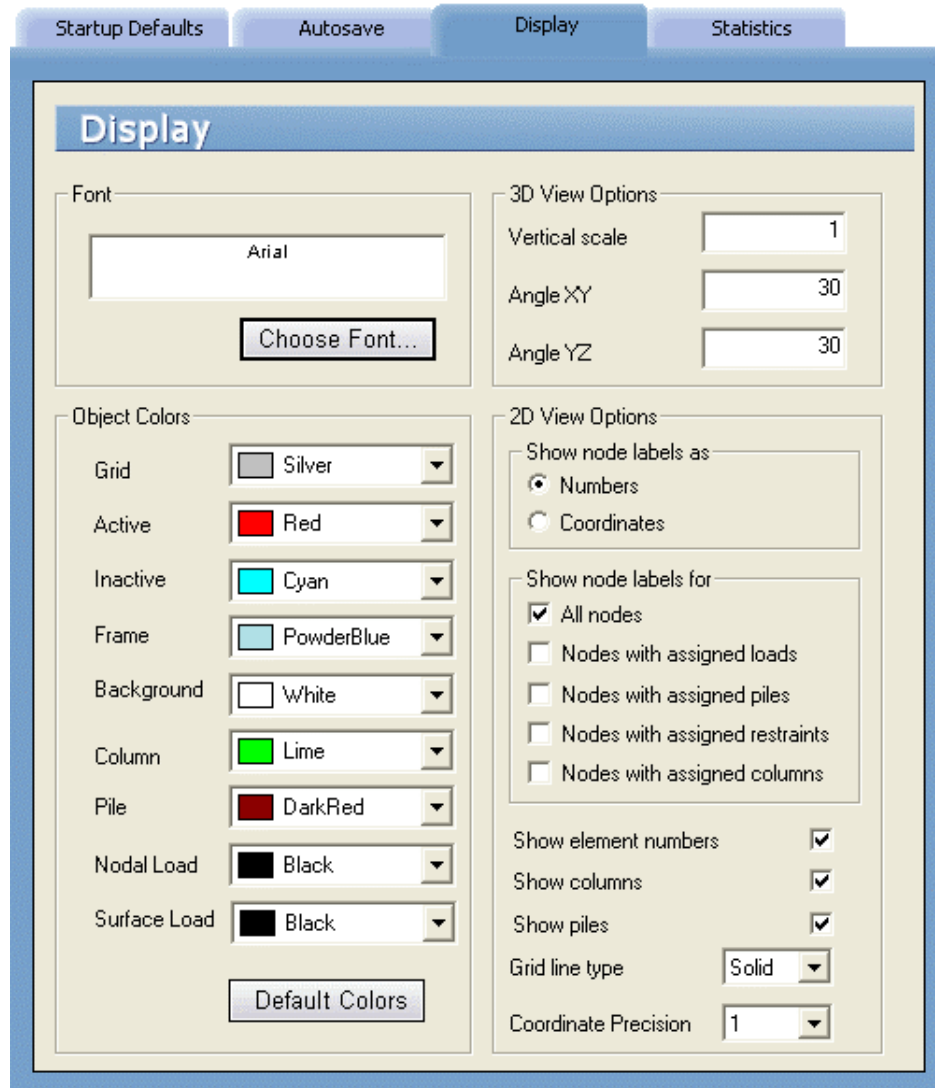 Startup Defaults
Autosave
Display
Statistics
Display
Font
Arial
Choose Font...
3D View Options
Vertical scale 1
Angle XY 30
Angle YZ 30
Object Colors
Grid Silver
Active Red
Inactive Cyan
Frame PowderBlue
Background White
Column Lime
Pile DarkRed
Nodal Load Black
Surface Load Black
Default Colors
2D View Options
Show node labels as
Numbers
Coordinates
Show node labels for
All nodes
Nodes with assigned loads
Nodes with assigned piles
Nodes with assigned restraints
Nodes with assigned columns
Show element numbers
Show columns
Show piles
Grid line type Solid
Coordinate Precision 1